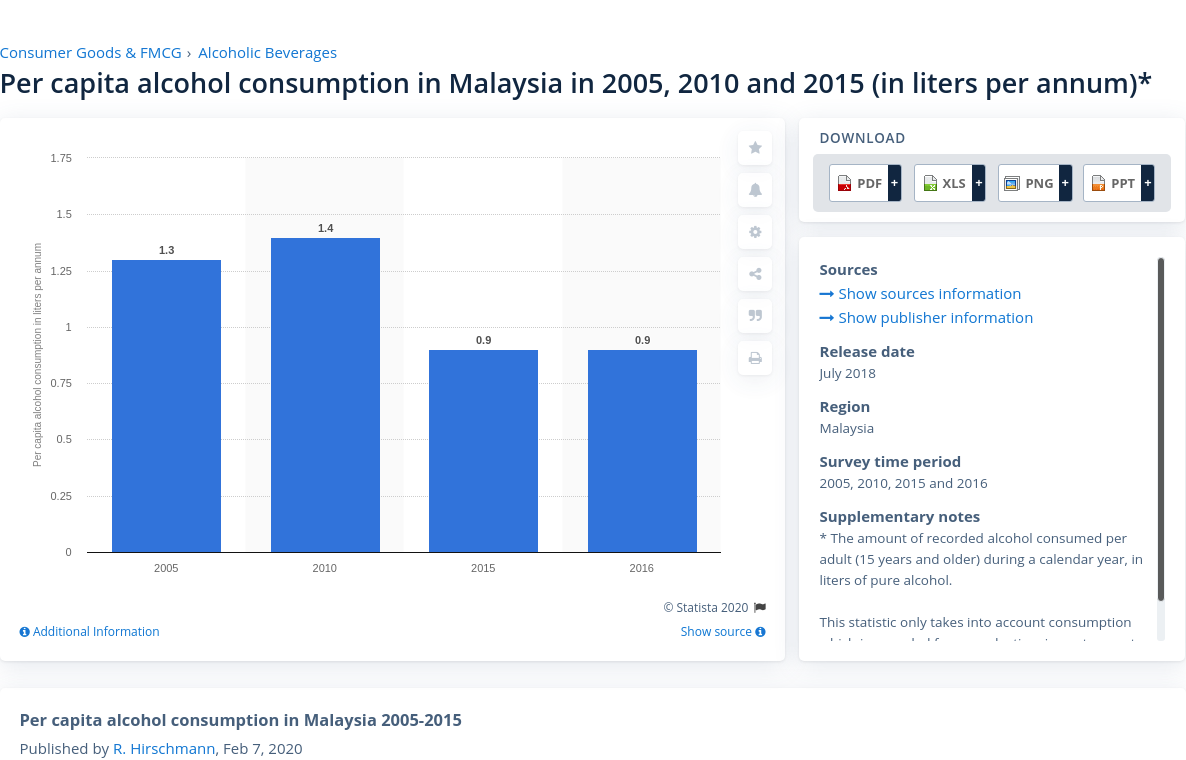 Consumer Goods & FMCG › Alcoholic Beverages
Per capita alcohol consumption in Malaysia in 2005, 2010 and 2015 (in liters per annum)*
Per capita alcohol consumption in liters per annum
1.75
1.5
1.25
1
0.75
0.5
0.25
0
1.3
1.4
0.9
0.9
2005
2010
2015
2016
© Statista 2020
Additional Information
Show source
DOWNLOAD
PDF + XLS + PNG + PPT +
Sources
Show sources information
Show publisher information
Release date
July 2018
Region
Malaysia
Survey time period
2005, 2010, 2015 and 2016
Supplementary notes
* The amount of recorded alcohol consumed per
adult (15 years and older) during a calendar year, in
liters of pure alcohol.
This statistic only takes into account consumption
Per capita alcohol consumption in Malaysia 2005-2015
Published by R. Hirschmann, Feb 7, 2020